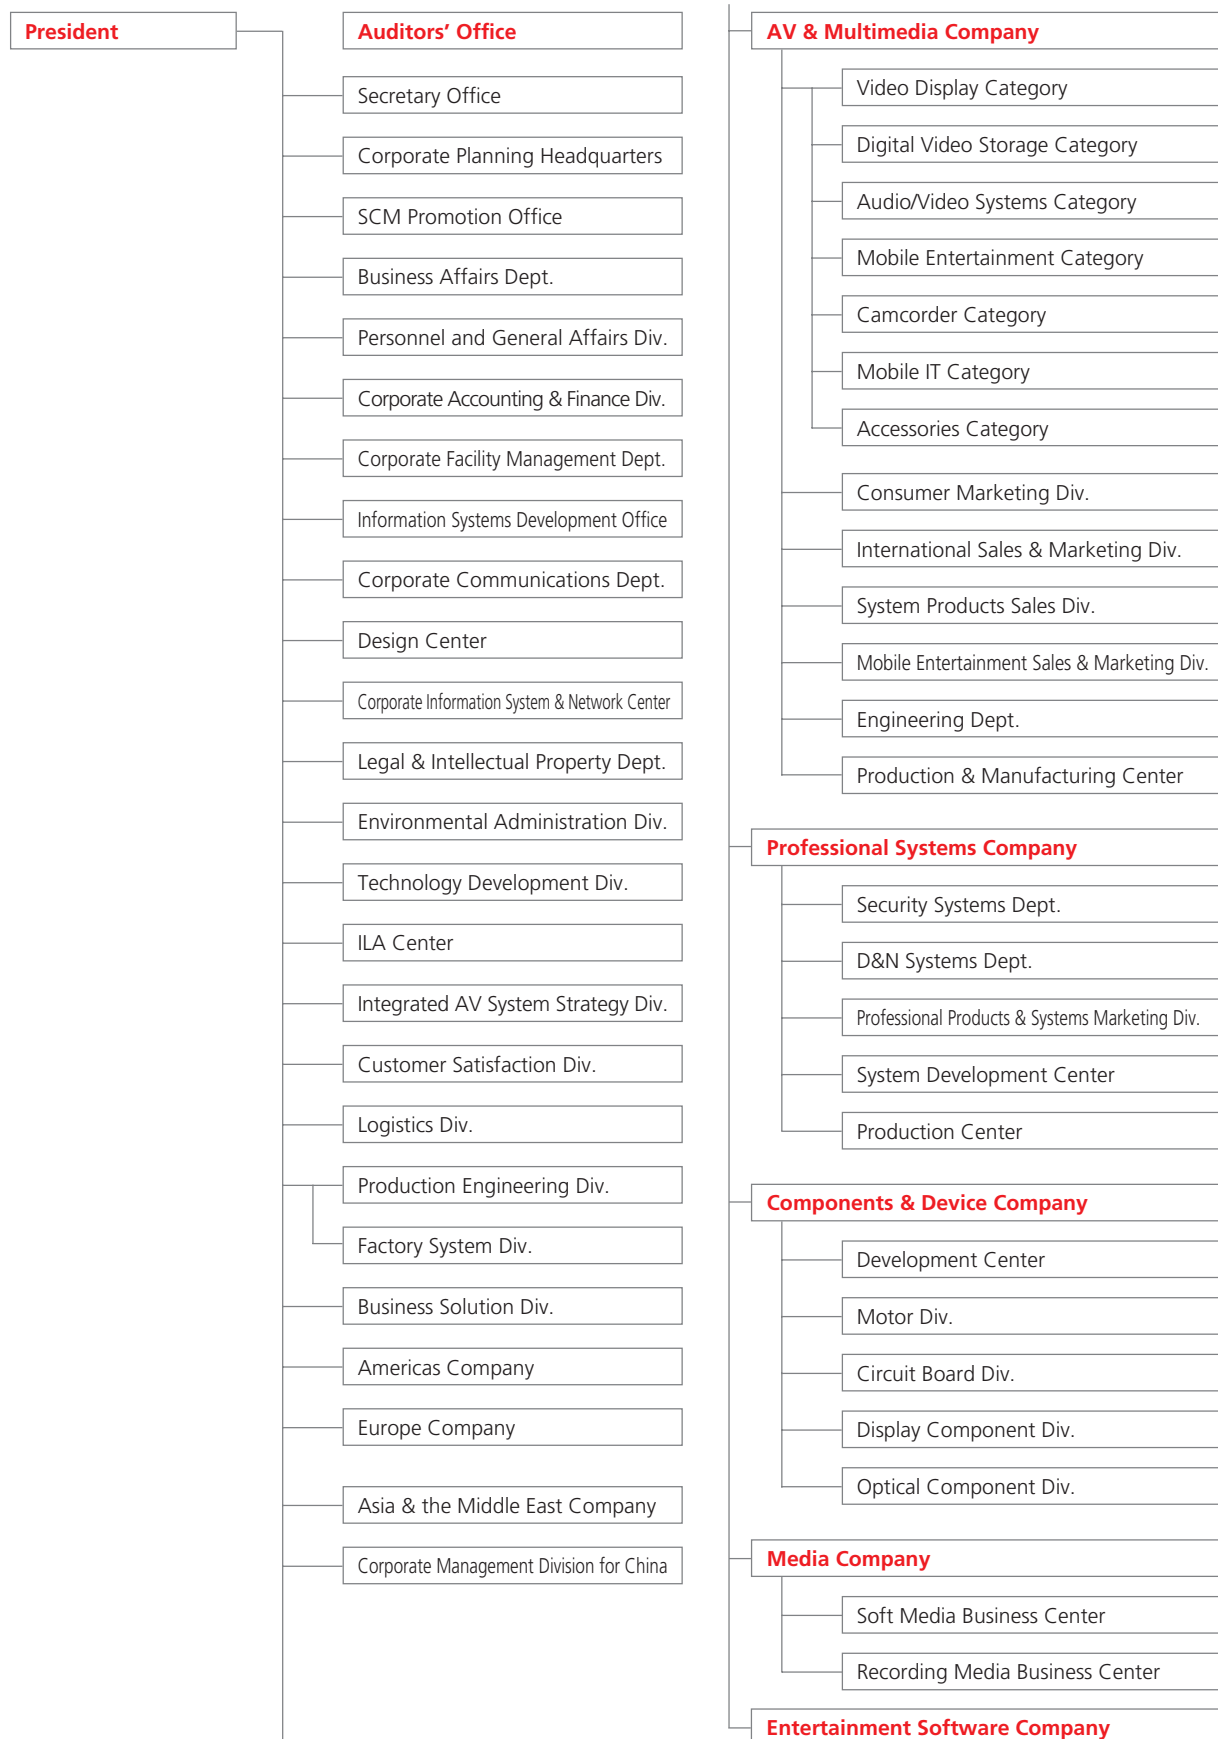 President
Auditors’ Office
Secretary Office
Corporate Planning Headquarters
SCM Promotion Office
Business Affairs Dept.
Personnel and General Affairs Div.
Corporate Accounting & Finance Div.
Corporate Facility Management Dept.
Information Systems Development Office
Corporate Communications Dept.
Design Center
Corporate Information System & Network Center
Legal & Intellectual Property Dept.
Environmental Administration Div.
Technology Development Div.
ILA Center
Integrated AV System Strategy Div.
Customer Satisfaction Div.
Logistics Div.
Production Engineering Div.
Factory System Div.
Business Solution Div.
Americas Company
Europe Company
Asia & the Middle East Company
Corporate Management Division for China
AV & Multimedia Company
Video Display Category
Digital Video Storage Category
Audio/Video Systems Category
Mobile Entertainment Category
Camcorder Category
Mobile IT Category
Accessories Category
Consumer Marketing Div.
International Sales & Marketing Div.
System Products Sales Div.
Mobile Entertainment Sales & Marketing Div.
Engineering Dept.
Production & Manufacturing Center
Professional Systems Company
Security Systems Dept.
D&N Systems Dept.
Professional Products & Systems Marketing Div.
System Development Center
Production Center
Components & Device Company
Development Center
Motor Div.
Circuit Board Div.
Display Component Div.
Optical Component Div.
Media Company
Soft Media Business Center
Recording Media Business Center
Entertainment Software Company